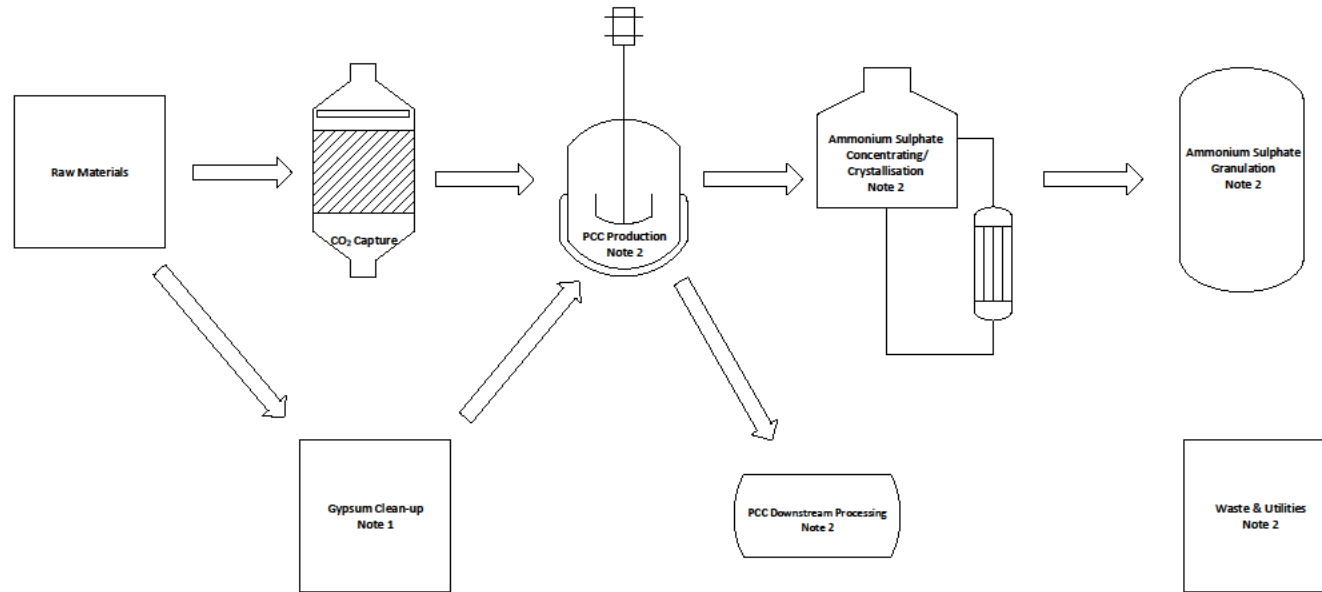 Raw Materials
CO₂ Capture
PCC Production
Note 2
Ammonium Sulphate
Concentrating/
Crystallisation
Note 2
Ammonium Sulphate
Granulation
Note 2
Gypsum Clean-up
Note 1
PCC Downstream Processing
Note 2
Waste & Utilities
Note 2